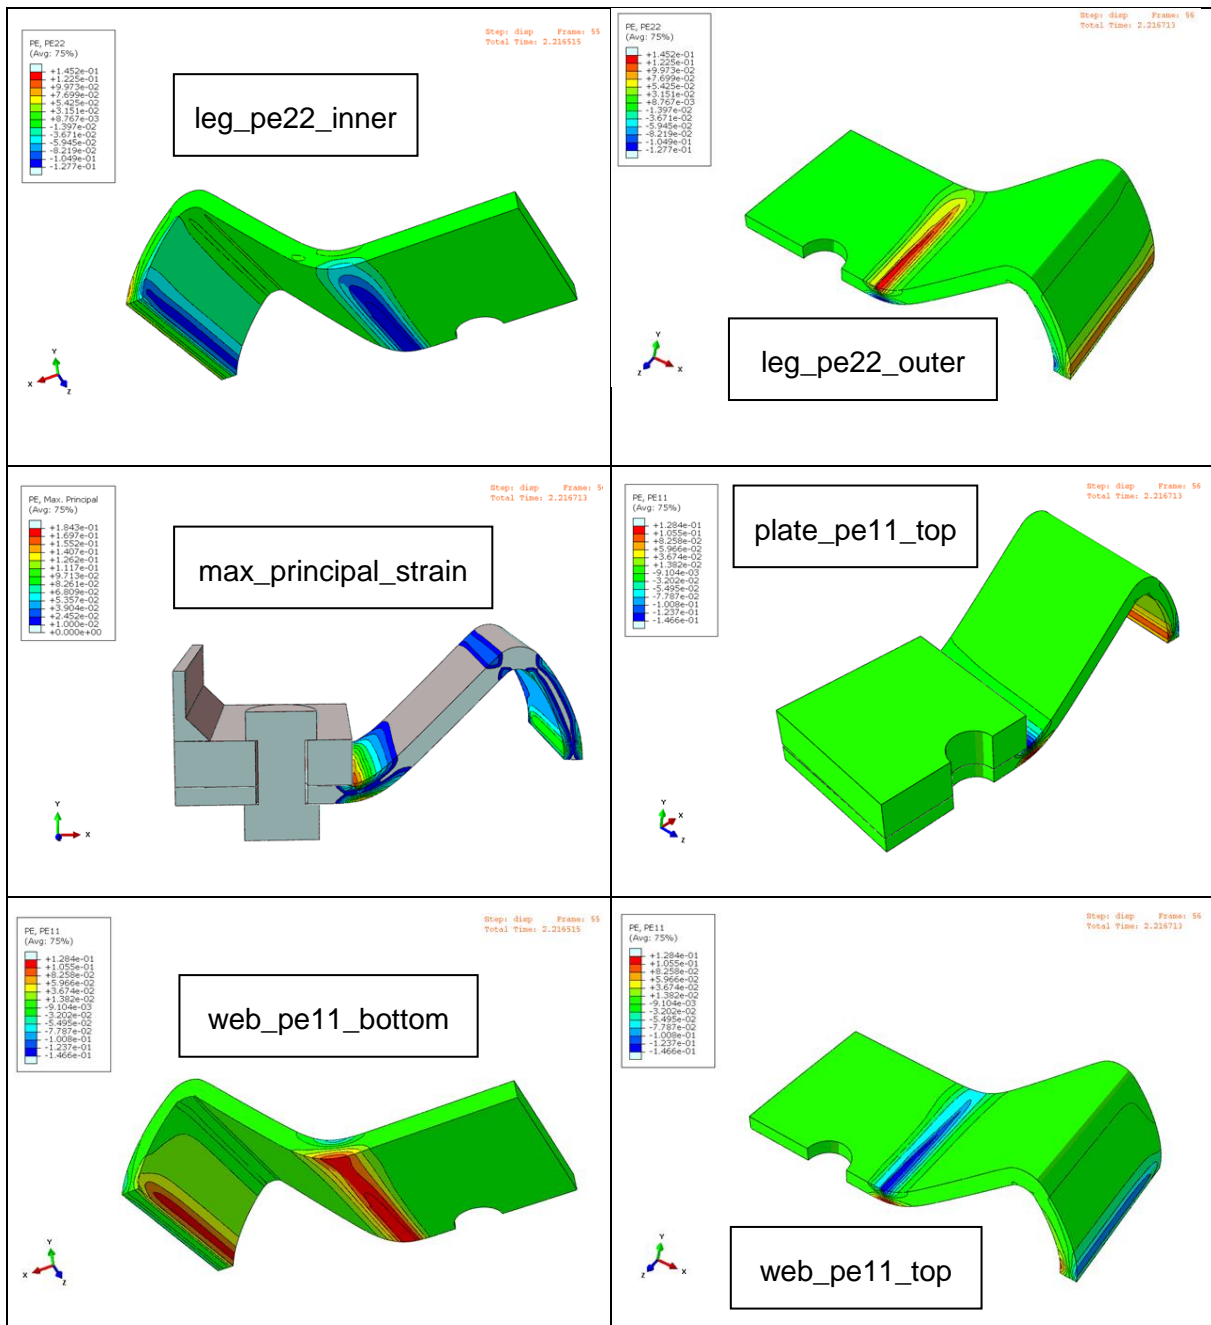 PE, PE22
(Avg: 75%)
+1.452e-01
+1.225e-01
+9.973e-02
+7.699e-02
+5.425e-02
+3.151e-02
+8.767e-03
-1.397e-02
-3.671e-02
-5.945e-02
-8.219e-02
-1.049e-01
-1.277e-01
Step: disp Frame: 55
Total Time: 2.216515
leg_pe22_inner
Y
X
Z
PE, PE22
(Avg: 75%)
+1.452e-01
+1.225e-01
+9.973e-02
+7.699e-02
+5.425e-02
+3.151e-02
+8.767e-03
-1.397e-02
-3.671e-02
-5.945e-02
-8.219e-02
-1.049e-01
-1.277e-01
Step: disp Frame: 56
Total Time: 2.216713
leg_pe22_outer
Y
X
Z
PE, Max. Principal
(Avg: 75%)
+1.843e-01
+1.697e-01
+1.552e-01
+1.407e-01
+1.262e-01
+1.117e-01
+9.713e-02
+8.261e-02
+6.809e-02
+5.357e-02
+3.904e-02
+2.452e-02
+1.000e-02
+0.000e+00
Step: disp Frame: 5
Total Time: 2.216713
max_principal_strain
Y
X
PE, PE11
(Avg: 75%)
+1.284e-01
+1.055e-01
+8.258e-02
+5.966e-02
+3.674e-02
+1.382e-02
-9.104e-03
-3.202e-02
-5.495e-02
-7.787e-02
-1.008e-01
-1.237e-01
-1.466e-01
Step: disp Frame: 56
Total Time: 2.216713
plate_pe11_top
Y
X
Z
PE, PE11
(Avg: 75%)
+1.284e-01
+1.055e-01
+8.258e-02
+5.966e-02
+3.674e-02
+1.382e-02
-9.104e-03
-3.202e-02
-5.495e-02
-7.787e-02
-1.008e-01
-1.237e-01
-1.466e-01
Step: disp Frame: 55
Total Time: 2.216515
web_pe11_bottom
Y
X
Z
PE, PE11
(Avg: 75%)
+1.284e-01
+1.055e-01
+8.258e-02
+5.966e-02
+3.674e-02
+1.382e-02
-9.104e-03
-3.202e-02
-5.495e-02
-7.787e-02
-1.008e-01
-1.237e-01
-1.466e-01
Step: disp Frame: 56
Total Time: 2.216713
web_pe11_top
Y
X
Z